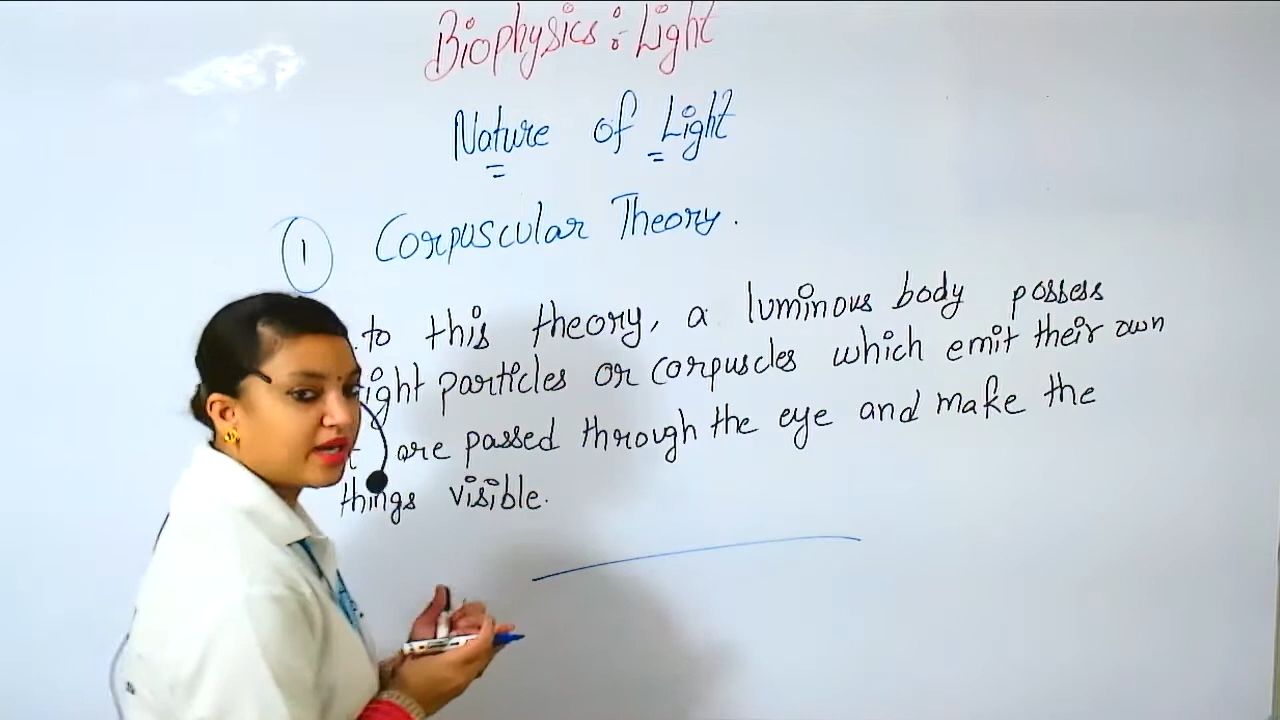 Biophysics : Light
Nature of Light
1 Corpuscular Theory.
to this theory, a luminous body possess
particles or corpuscles which emit their own
are passed through the eye and make the
things visible.